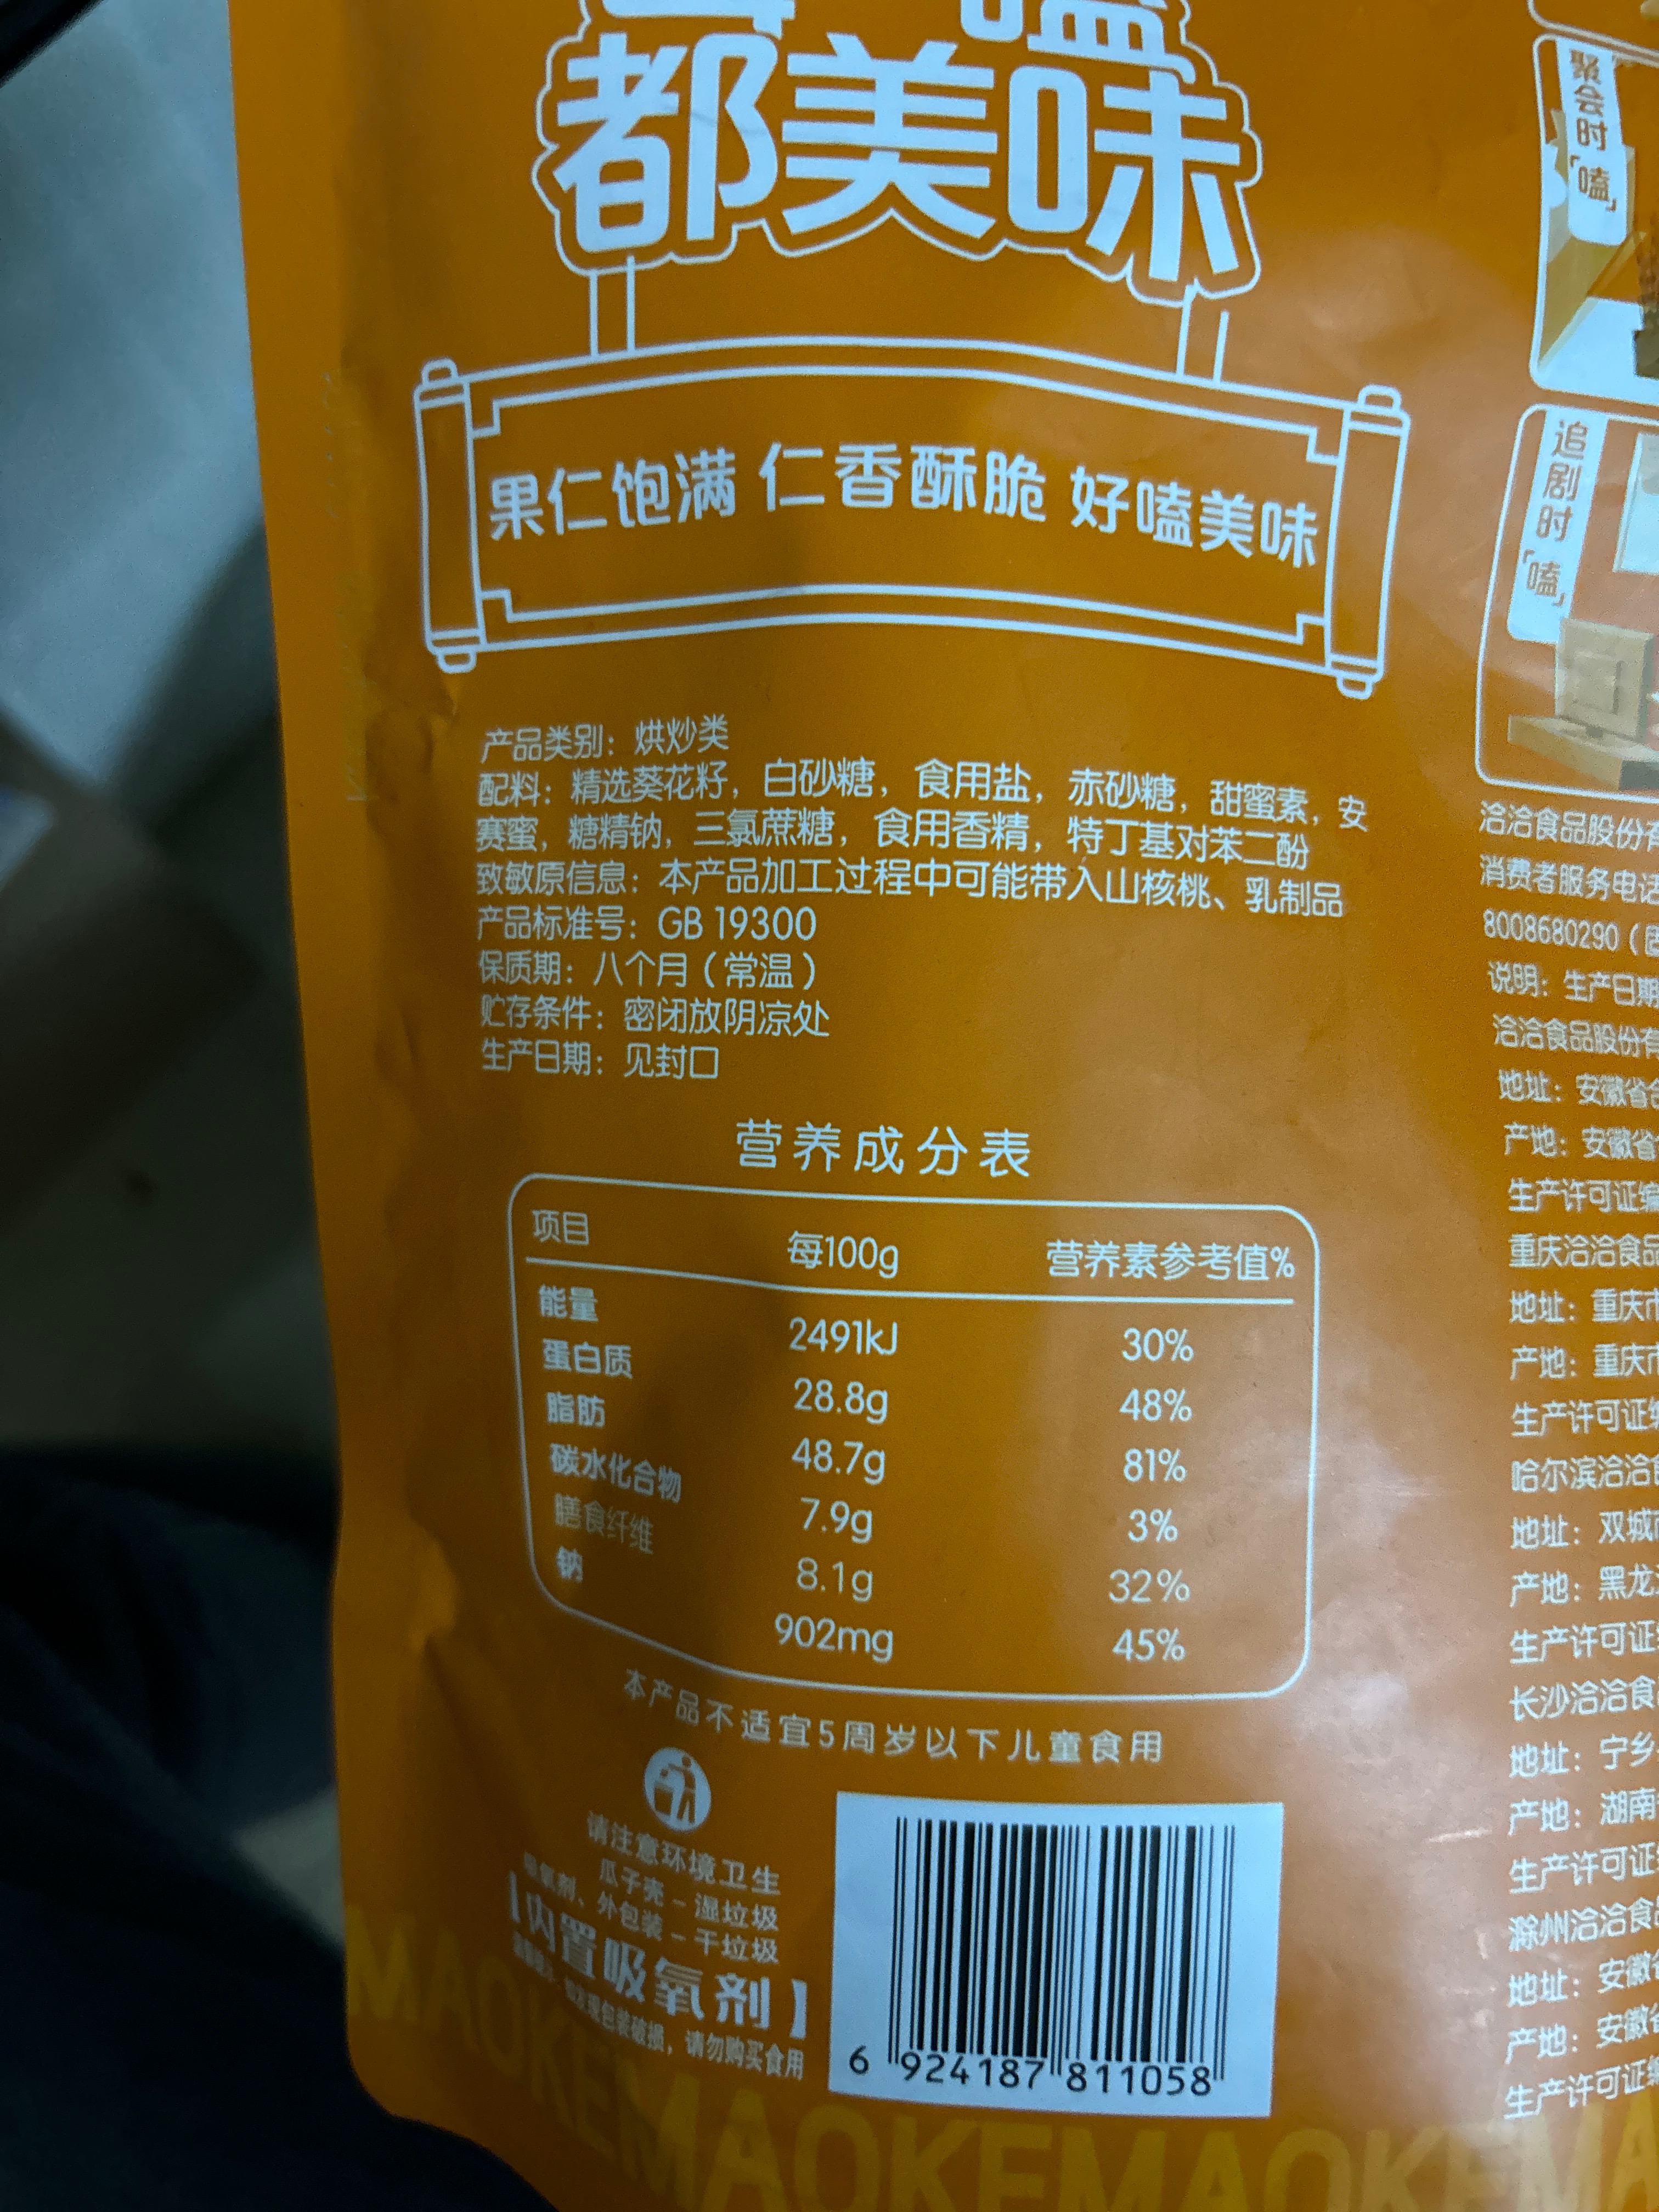 都美味
果仁饱满 仁香酥脆 好嗑美味
产品类别：烘炒类
配料：精选葵花籽，白砂糖，食用盐，赤砂糖，甜蜜素，安
赛蜜，糖精钠，三氯蔗糖，食用香精，特丁基对苯二酚
致敏原信息：本产品加工过程中可能带入山核桃、乳制品
产品标准号：GB 19300
保质期：八个月（常温）
贮存条件：密闭放阴凉处
生产日期：见封口
营养成分表
项目 每100g 营养素参考值%
能量 2491kJ 30%
蛋白质 28.8g 48%
脂肪 48.7g 81%
碳水化合物 7.9g 3%
膳食纤维 8.1g 32%
钠 902mg 45%
本产品不适宜5周岁以下儿童食用
请注意环境卫生
瓜子壳－湿垃圾
吸氧剂、外包装－干垃圾
【内置吸氧剂】
包装破损，请勿购买食用
6 924187 811058
MAOKEMAOKEMA
聚会时「嗑」
追剧时「嗑」
洽洽食品股份有
消费者服务电话
8008680290（固
说明：生产日期
洽洽食品股份有
地址：安徽省合
产地：安徽省
生产许可证编
重庆洽洽食品
地址：重庆市
产地：重庆市
生产许可证编
哈尔滨洽洽食
地址：双城
产地：黑龙
生产许可证
长沙洽洽食
地址：宁乡
产地：湖南
生产许可证
滁州洽洽食品
地址：安徽
产地：安徽
生产许可证编